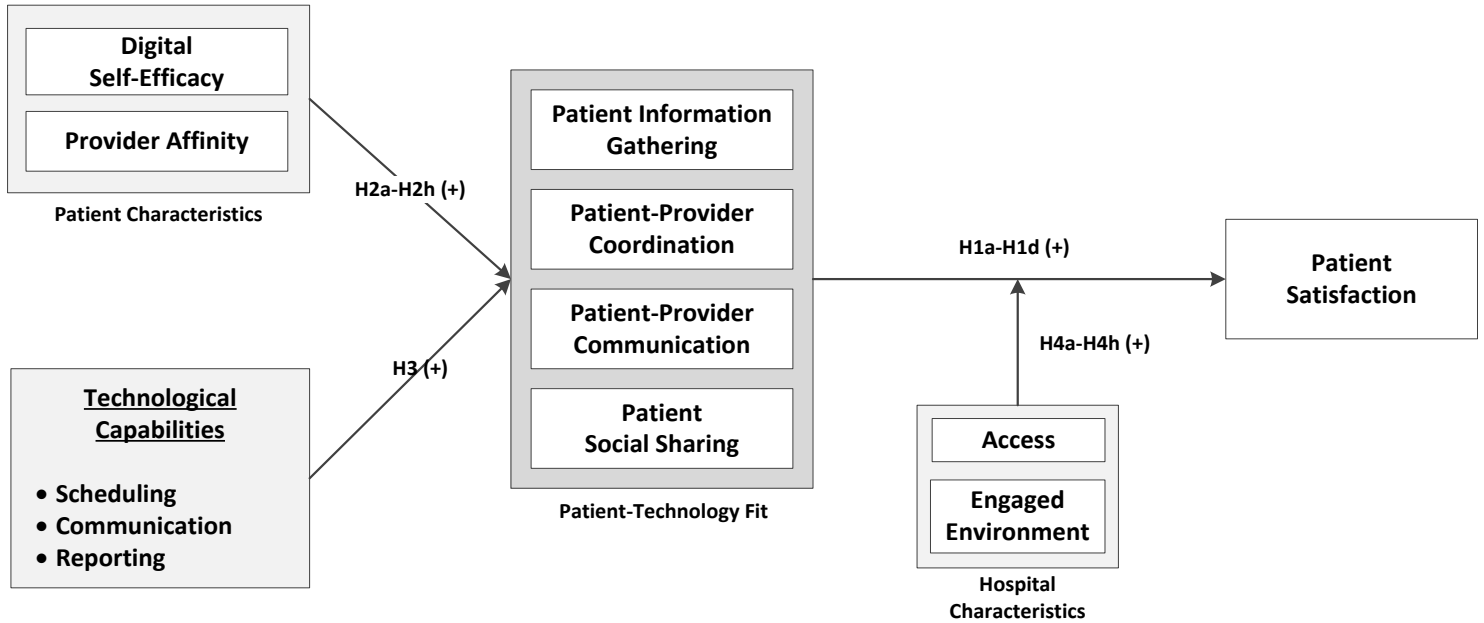 Digital
Self-Efficacy
Provider Affinity
Patient Characteristics
H2a-H2h (+)
Technological
Capabilities
• Scheduling
• Communication
• Reporting
H3 (+)
Patient Information
Gathering
Patient-Provider
Coordination
Patient-Provider
Communication
Patient
Social Sharing
Patient-Technology Fit
H1a-H1d (+)
H4a-H4h (+)
Access
Engaged
Environment
Hospital
Characteristics
Patient
Satisfaction